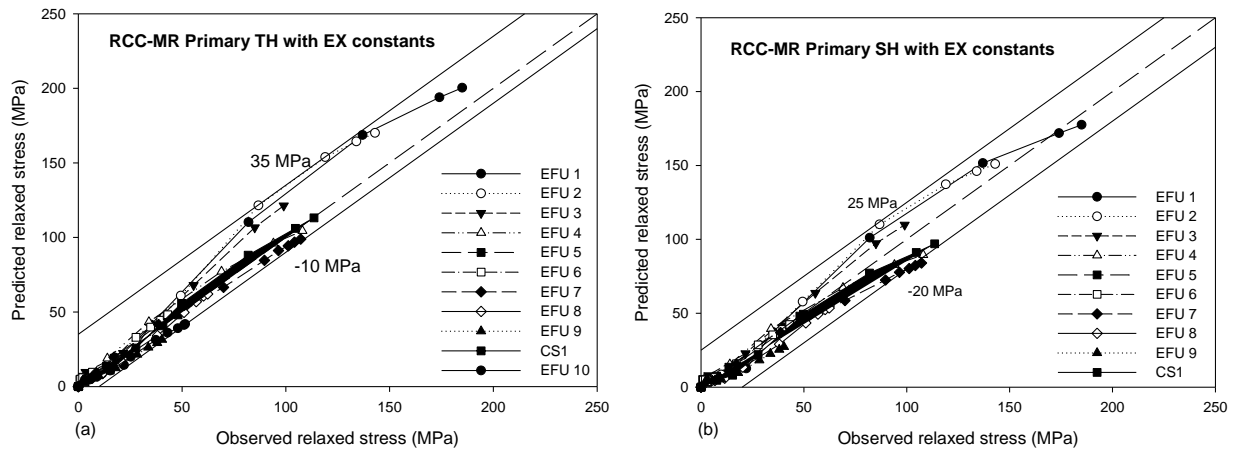 RCC-MR Primary TH with EX constants
Predicted relaxed stress (MPa)
250
200
150
100
50
0
35 MPa
-10 MPa
EFU 1
EFU 2
EFU 3
EFU 4
EFU 5
EFU 6
EFU 7
EFU 8
EFU 9
CS1
EFU 10
0 50 100 150 200 250
(a)
Observed relaxed stress (MPa)
RCC-MR Primary SH with EX constants
Predicted relaxed stress (MPa)
250
200
150
100
50
0
25 MPa
-20 MPa
EFU 1
EFU 2
EFU 3
EFU 4
EFU 5
EFU 6
EFU 7
EFU 8
EFU 9
CS1
0 50 100 150 200 250
(b)
Observed relaxed stress (MPa)